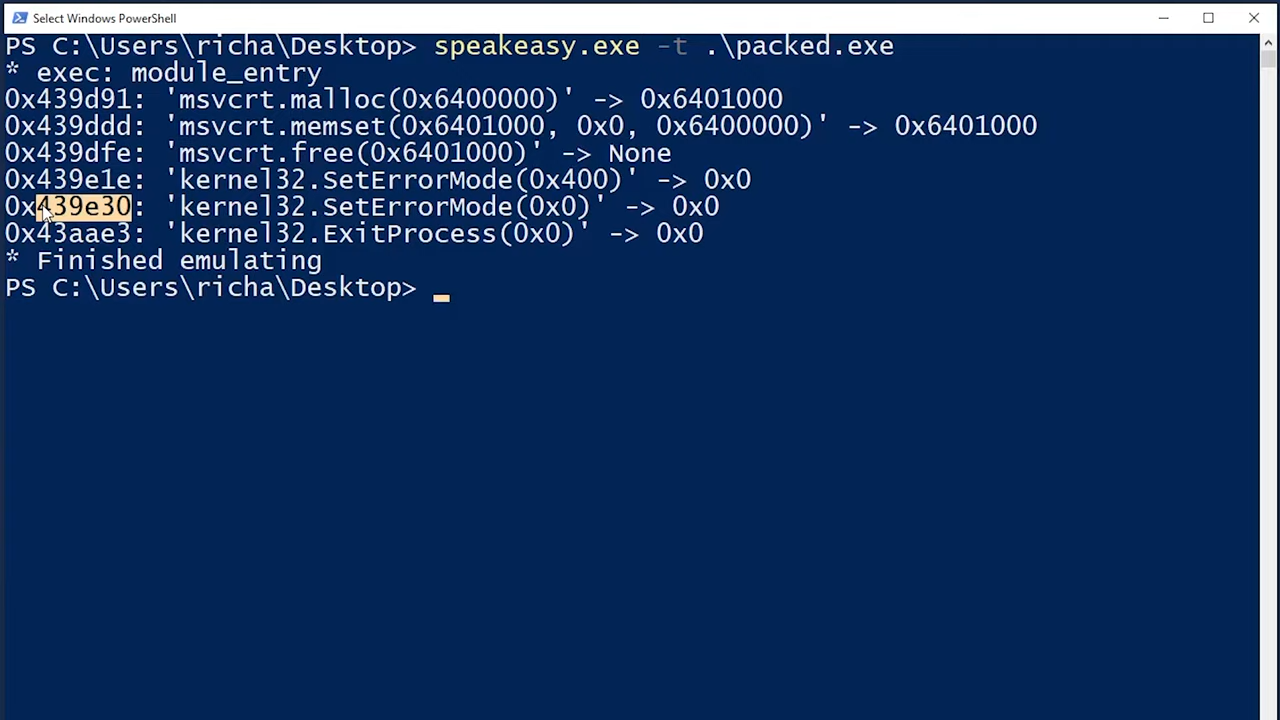 Select Windows PowerShell
PS C:\Users\richa\Desktop> speakeasy.exe -t .\packed.exe
* exec: module_entry
0x439d91: 'msvcrt.malloc(0x6400000)' -> 0x6401000
0x439ddd: 'msvcrt.memset(0x6401000, 0x0, 0x6400000)' -> 0x6401000
0x439dfe: 'msvcrt.free(0x6401000)' -> None
0x439e1e: 'kernel32.SetErrorMode(0x400)' -> 0x0
0x439e30: 'kernel32.SetErrorMode(0x0)' -> 0x0
0x43aae3: 'kernel32.ExitProcess(0x0)' -> 0x0
* Finished emulating
PS C:\Users\richa\Desktop>